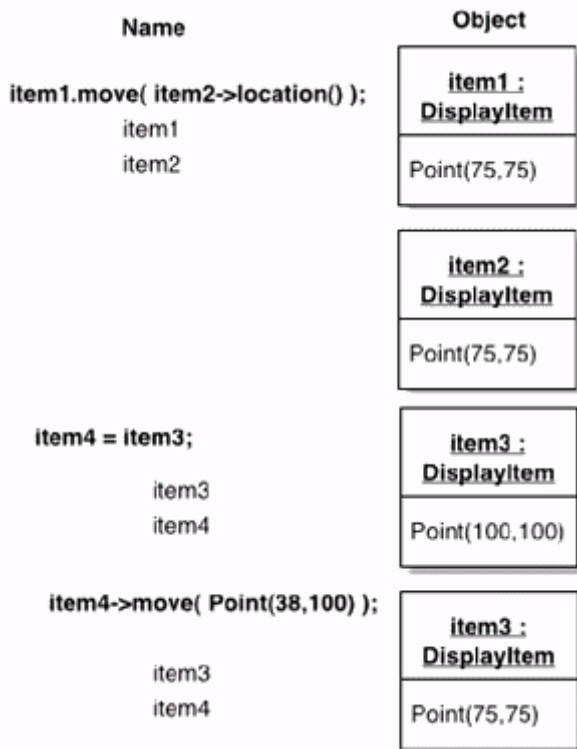 Name
Object
item1.move( item2->location() );
item1
item2
item1 :
DisplayItem
Point(75,75)
item2 :
DisplayItem
Point(75,75)
item4 = item3;
item3
item4
item3 :
DisplayItem
Point(100,100)
item4->move( Point(38,100) );
item3
item4
item3 :
DisplayItem
Point(75,75)